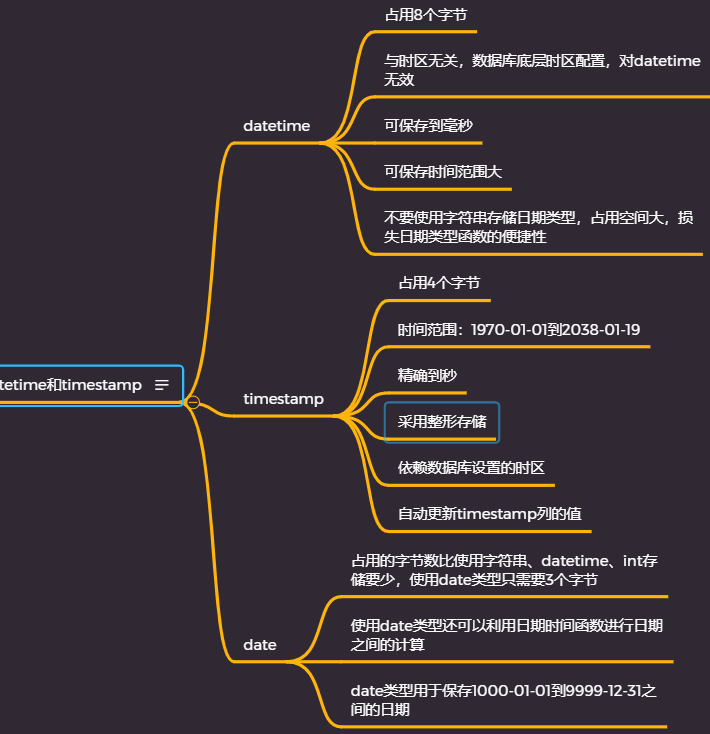 占用8个字节
与时区无关，数据库底层时区配置，对datetime
无效
datetime
可保存到毫秒
可保存时间范围大
不要使用字符串存储日期类型，占用空间大，损
失日期类型函数的便捷性
占用4个字节
时间范围：1970-01-01到2038-01-19
精确到秒
tetime和timestamp
timestamp
采用整形存储
依赖数据库设置的时区
自动更新timestamp列的值
占用的字节数比使用字符串、datetime、int存
储要少，使用date类型只需要3个字节
date
使用date类型还可以利用日期时间函数进行日期
之间的计算
date类型用于保存1000-01-01到9999-12-31之
间的日期